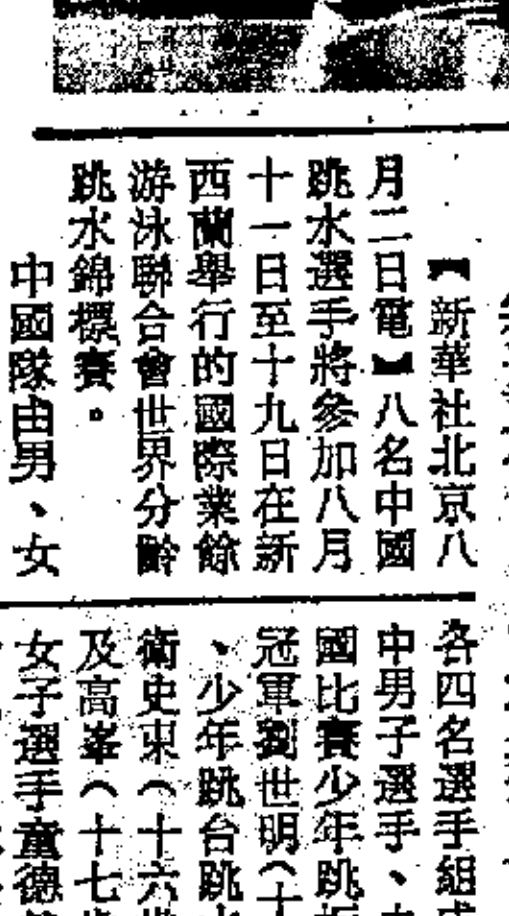 【新華社北京八
月二日電】八名中國
跳水選手將參加八月
十一日至十九日在新
西蘭舉行的國際業餘
游泳聯合會世界分齡
跳水錦標賽。
中國隊由男、女
各四名選手組成
中男子選手、
國比賽少年跳板
冠軍劉世明（十
、少年跳台跳水
衛史東（十六歲
及高峯（十七歲
女子選手童德